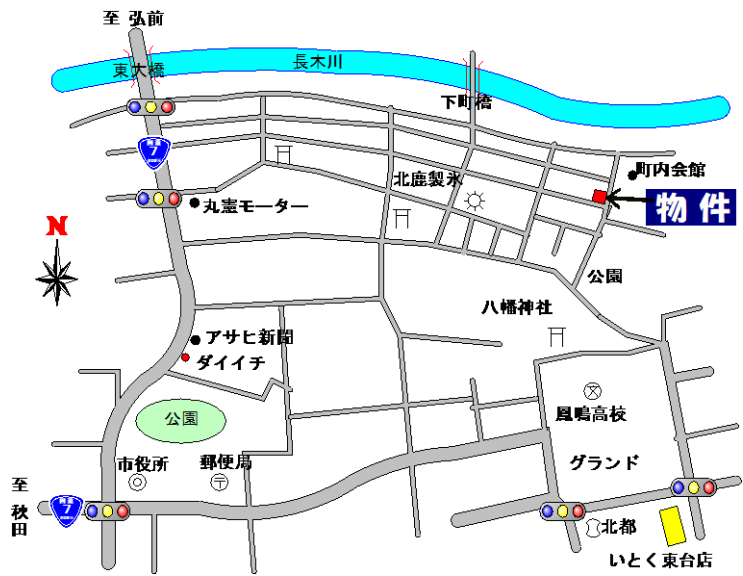 至 弘前
東大橋
長木川
下町橋
7
町内会館
北鹿製氷
丸憲モーター
物件
N
公園
八幡神社
アサヒ新聞
ダイイチ
公園
鳳鳴高校
市役所
郵便局
グランド
至 秋田
7
北都
いとく東台店